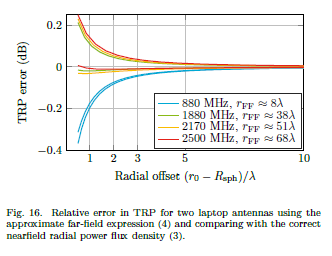 TRP error (dB)
0.2
0
−0.2
−0.4
880 MHz, rFF ≈ 8λ
1880 MHz, rFF ≈ 38λ
2170 MHz, rFF ≈ 51λ
2500 MHz, rFF ≈ 68λ
1 2 3 5 10
Radial offset (r0 − Rsph)/λ
Fig. 16. Relative error in TRP for two laptop antennas using the
approximate far-field expression (4) and comparing with the correct
nearfield radial power flux density (3).